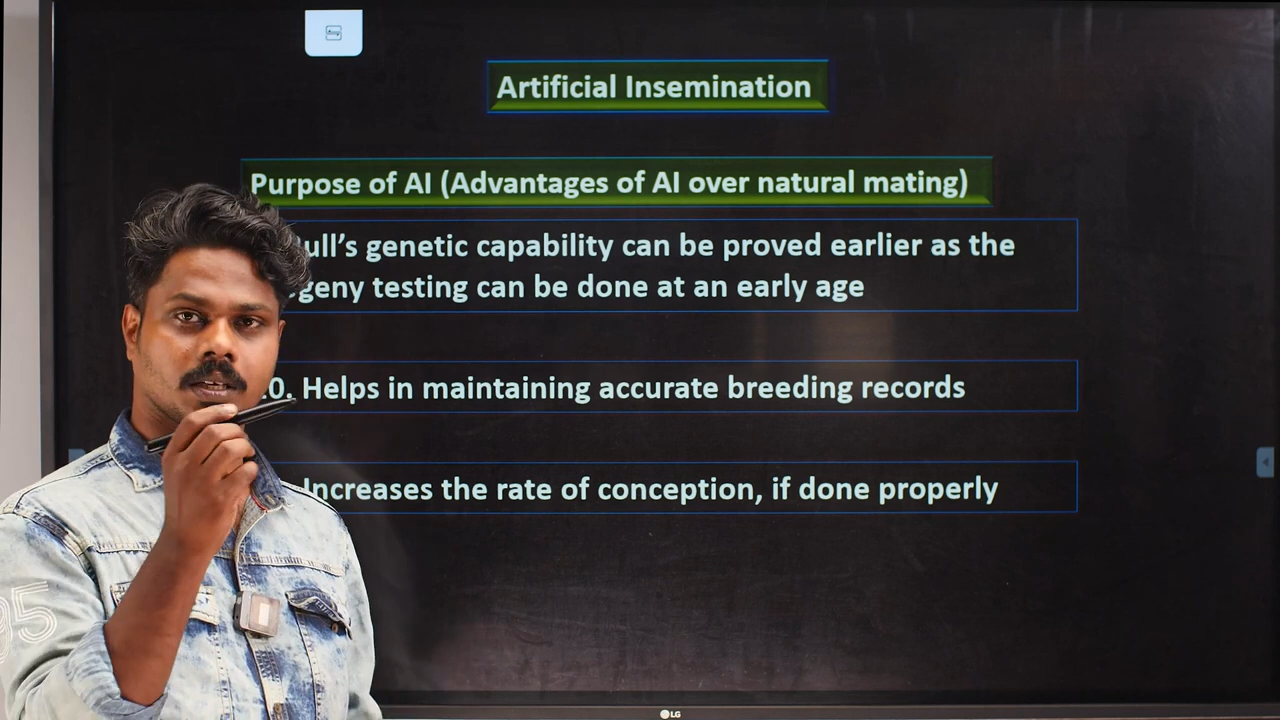 Artificial Insemination
Purpose of AI (Advantages of AI over natural mating)
genetic capability can be proved earlier as the
testing can be done at an early age
Helps in maintaining accurate breeding records
Increases the rate of conception, if done properly
95
LG